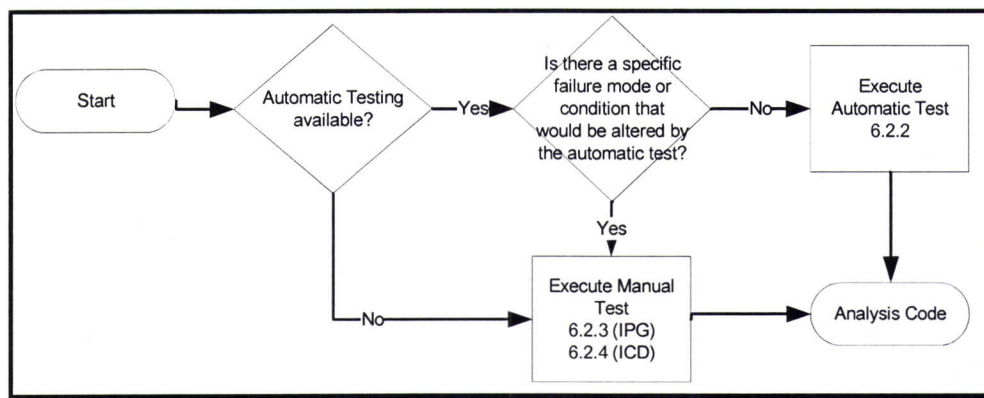 Start
Automatic Testing
available?
Yes
Is there a specific
failure mode or
condition that
would be altered by
the automatic test?
No
Execute
Automatic Test
6.2.2
Yes
No
Execute Manual
Test
6.2.3 (IPG)
6.2.4 (ICD)
Analysis Code